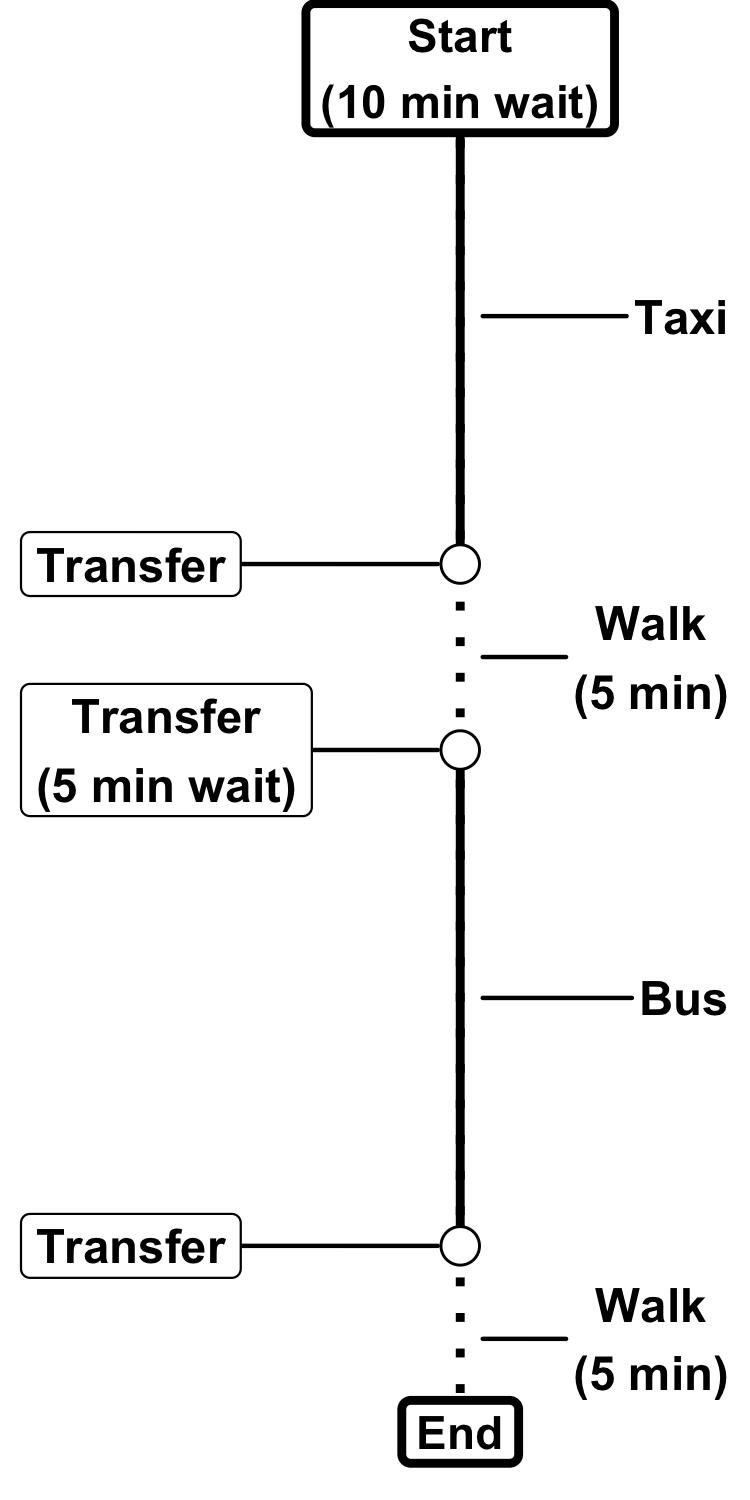 Start
(10 min wait)
Taxi
Transfer
Walk
(5 min)
Transfer
(5 min wait)
Bus
Transfer
Walk
(5 min)
End